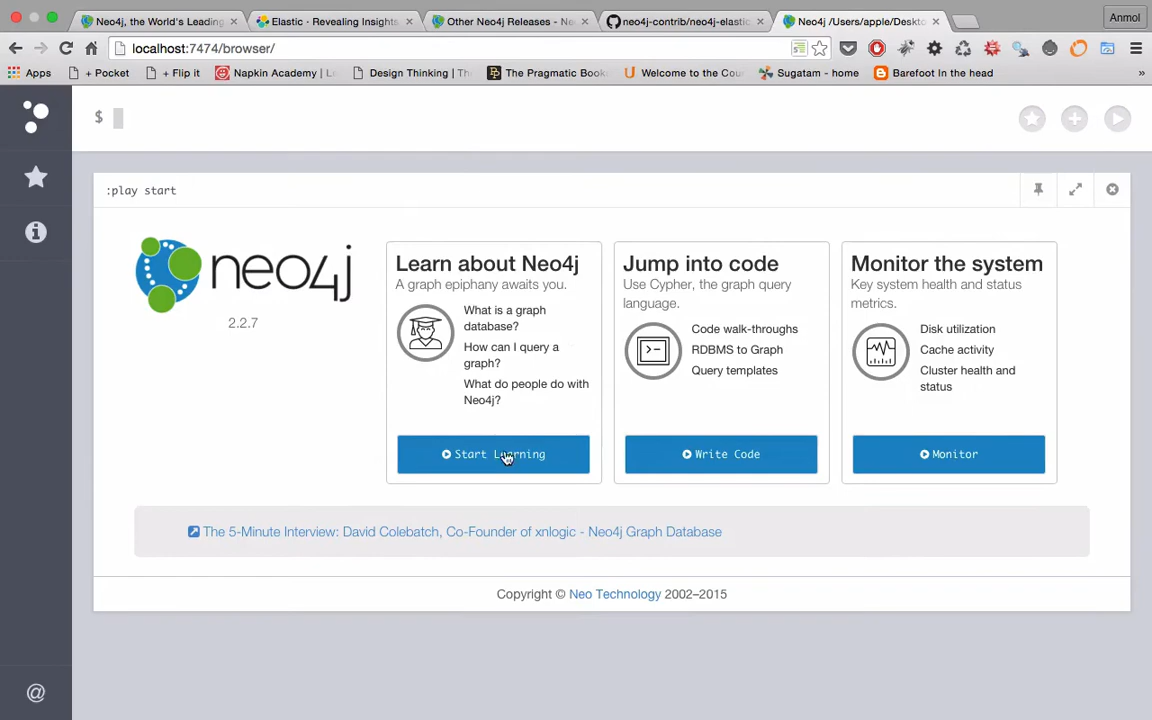 Neo4j, the World's Leading
Elastic · Revealing Insights
Other Neo4j Releases - Ne
neo4j-contrib/neo4j-elastic
Neo4j /Users/apple/Deskto
Anmol
localhost:7474/browser/
Apps
+ Pocket
+ Flip it
Napkin Academy | Li
Design Thinking | Th
The Pragmatic Book
Welcome to the Cou
Sugatam - home
Barefoot In the head
»
$
:play start
neo4j
2.2.7
Learn about Neo4j
A graph epiphany awaits you.
What is a graph
database?
How can I query a
graph?
What do people do with
Neo4j?
Start Learning
Jump into code
Use Cypher, the graph query
language.
Code walk-throughs
RDBMS to Graph
Query templates
Write Code
Monitor the system
Key system health and status
metrics.
Disk utilization
Cache activity
Cluster health and
status
Monitor
The 5-Minute Interview: David Colebatch, Co-Founder of xnlogic - Neo4j Graph Database
Copyright © Neo Technology 2002–2015
@